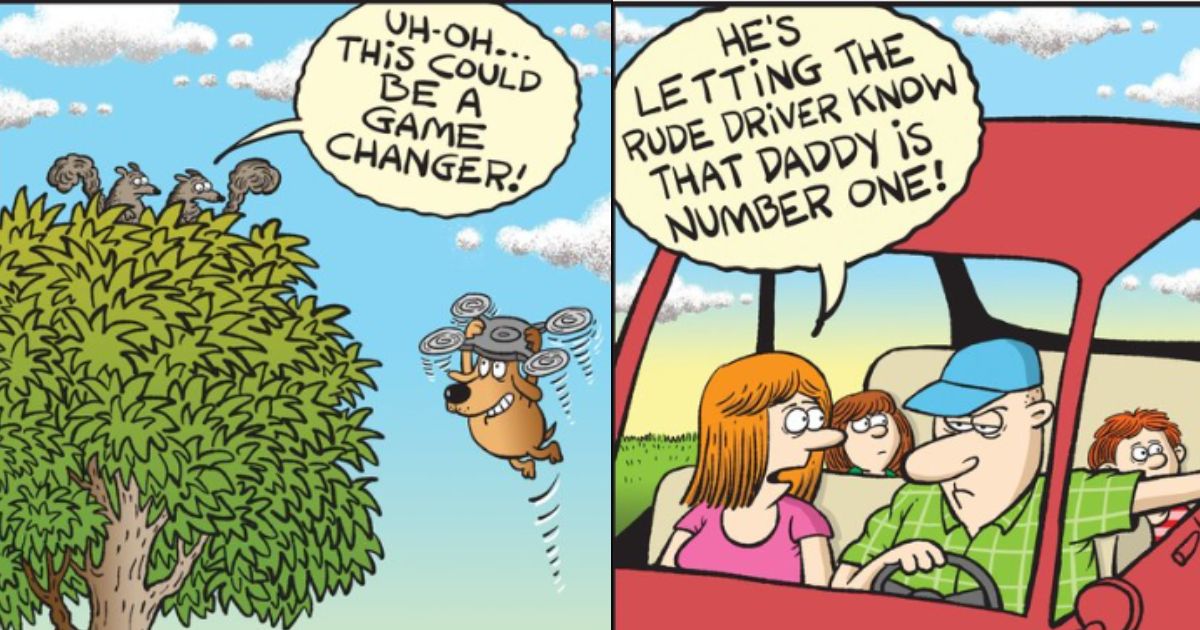 UH-OH...
THIS COULD
BE A
GAME
CHANGER!
HE'S
LETTING THE
RUDE DRIVER KNOW
THAT DADDY IS
NUMBER ONE!